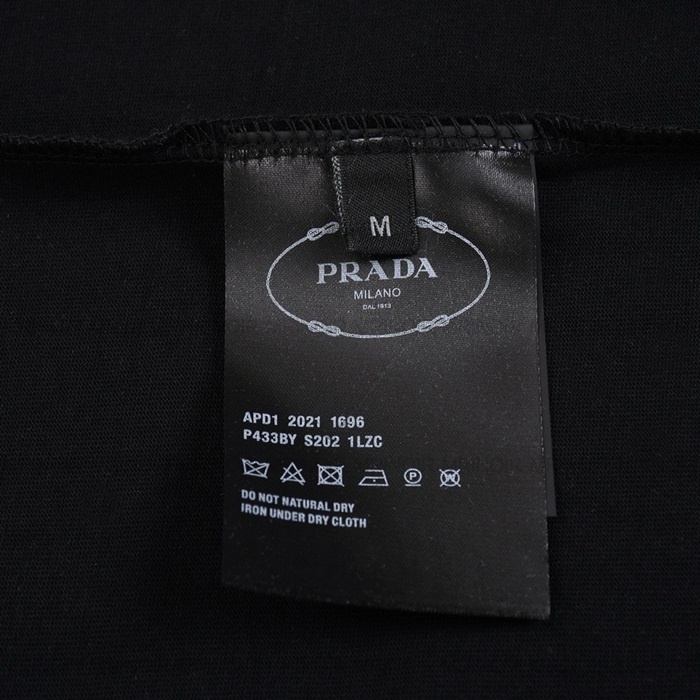 M
PRADA
MILANO
DAL 1913
APD1 2021 1696
P433BY S202 1LZC
P
DO NOT NATURAL DRY
IRON UNDER DRY CLOTH